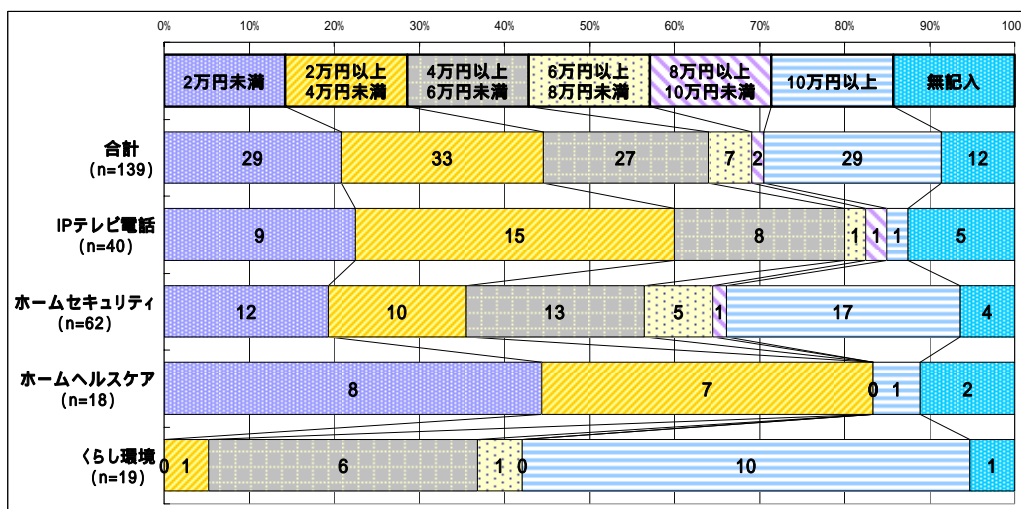 0% 10% 20% 30% 40% 50% 60% 70% 80% 90% 100%
2万円未満
2万円以上
4万円未満
4万円以上
6万円未満
6万円以上
8万円未満
8万円以上
10万円未満
10万円以上
無記入
合計
(n=139)
29 33 27 7 2 29 12
IPテレビ電話
(n=40)
9 15 8 1 1 1 5
ホームセキュリティ
(n=62)
12 10 13 5 1 17 4
ホームヘルスケア
(n=18)
8 7 0 1 2
くらし環境
(n=19)
0 1 6 1 0 10 1